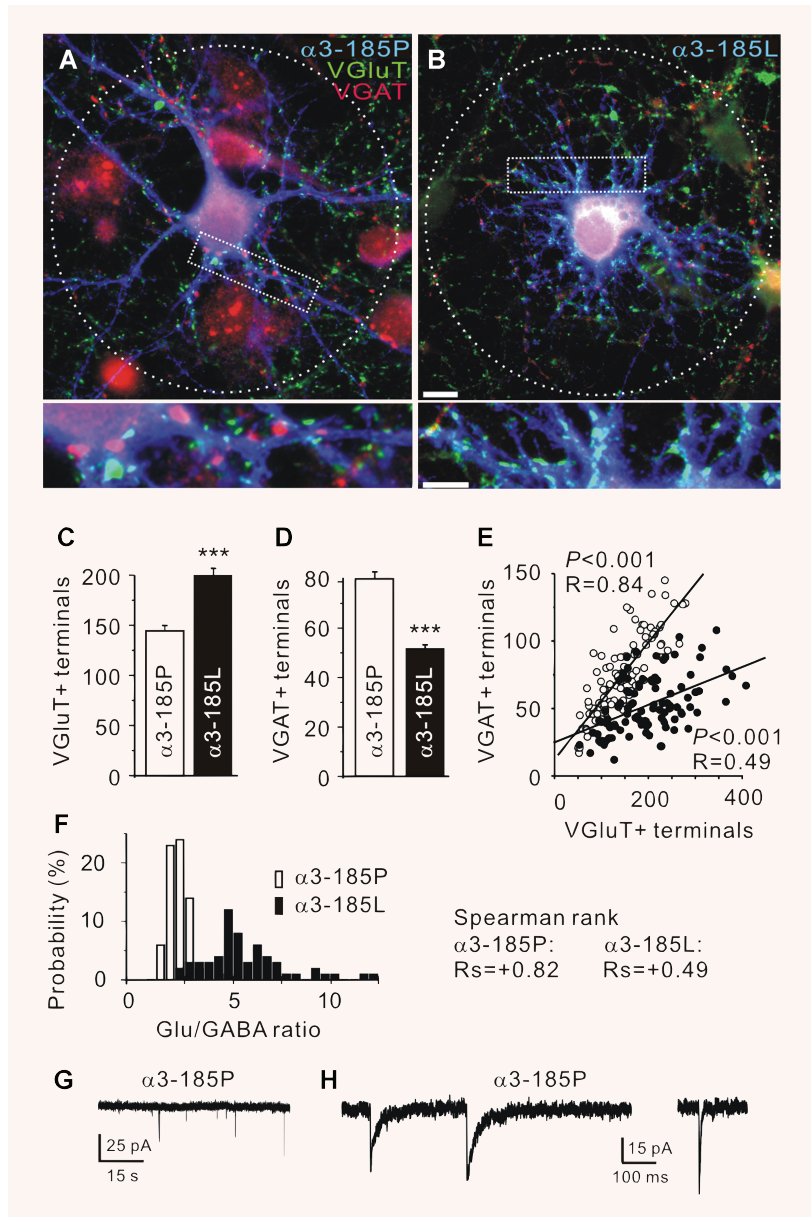 A
α3-185P
VGluT
VGAT
B
α3-185L
C
VGluT+ terminals
200
150
100
50
0
***
α3-185P
α3-185L
D
VGAT+ terminals
80
60
40
20
0
***
α3-185P
α3-185L
E
VGAT+ terminals
150
100
50
0
P<0.001
R=0.84
P<0.001
R=0.49
0 200 400
VGluT+ terminals
F
Probability (%)
20
10
0
α3-185P
α3-185L
0 5 10
Glu/GABA ratio
Spearman rank
α3-185P: α3-185L:
Rs=+0.82 Rs=+0.49
G
α3-185P
25 pA
15 s
H
α3-185P
15 pA
100 ms